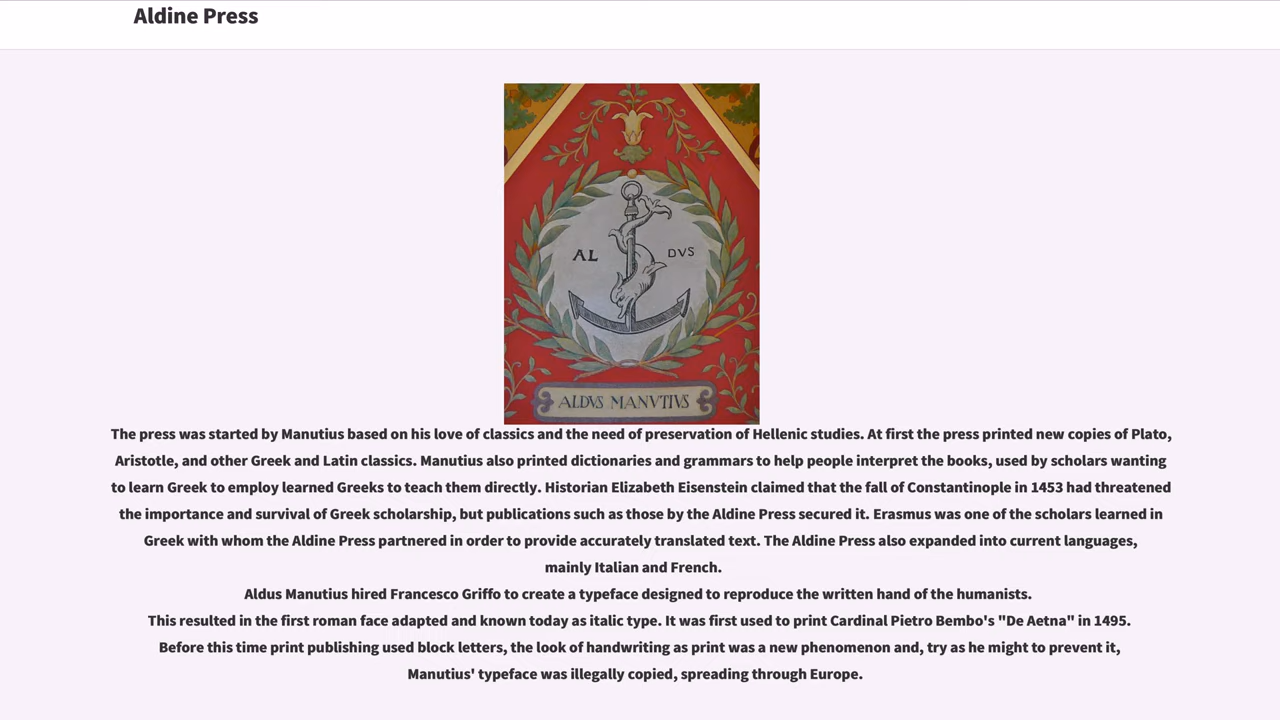 Aldine Press
AL DVS
ALDVS MANVTIVS
The press was started by Manutius based on his love of classics and the need of preservation of Hellenic studies. At first the press printed new copies of Plato,
Aristotle, and other Greek and Latin classics. Manutius also printed dictionaries and grammars to help people interpret the books, used by scholars wanting
to learn Greek to employ learned Greeks to teach them directly. Historian Elizabeth Eisenstein claimed that the fall of Constantinople in 1453 had threatened
the importance and survival of Greek scholarship, but publications such as those by the Aldine Press secured it. Erasmus was one of the scholars learned in
Greek with whom the Aldine Press partnered in order to provide accurately translated text. The Aldine Press also expanded into current languages,
mainly Italian and French.
Aldus Manutius hired Francesco Griffo to create a typeface designed to reproduce the written hand of the humanists.
This resulted in the first roman face adapted and known today as italic type. It was first used to print Cardinal Pietro Bembo's "De Aetna" in 1495.
Before this time print publishing used block letters, the look of handwriting as print was a new phenomenon and, try as he might to prevent it,
Manutius' typeface was illegally copied, spreading through Europe.